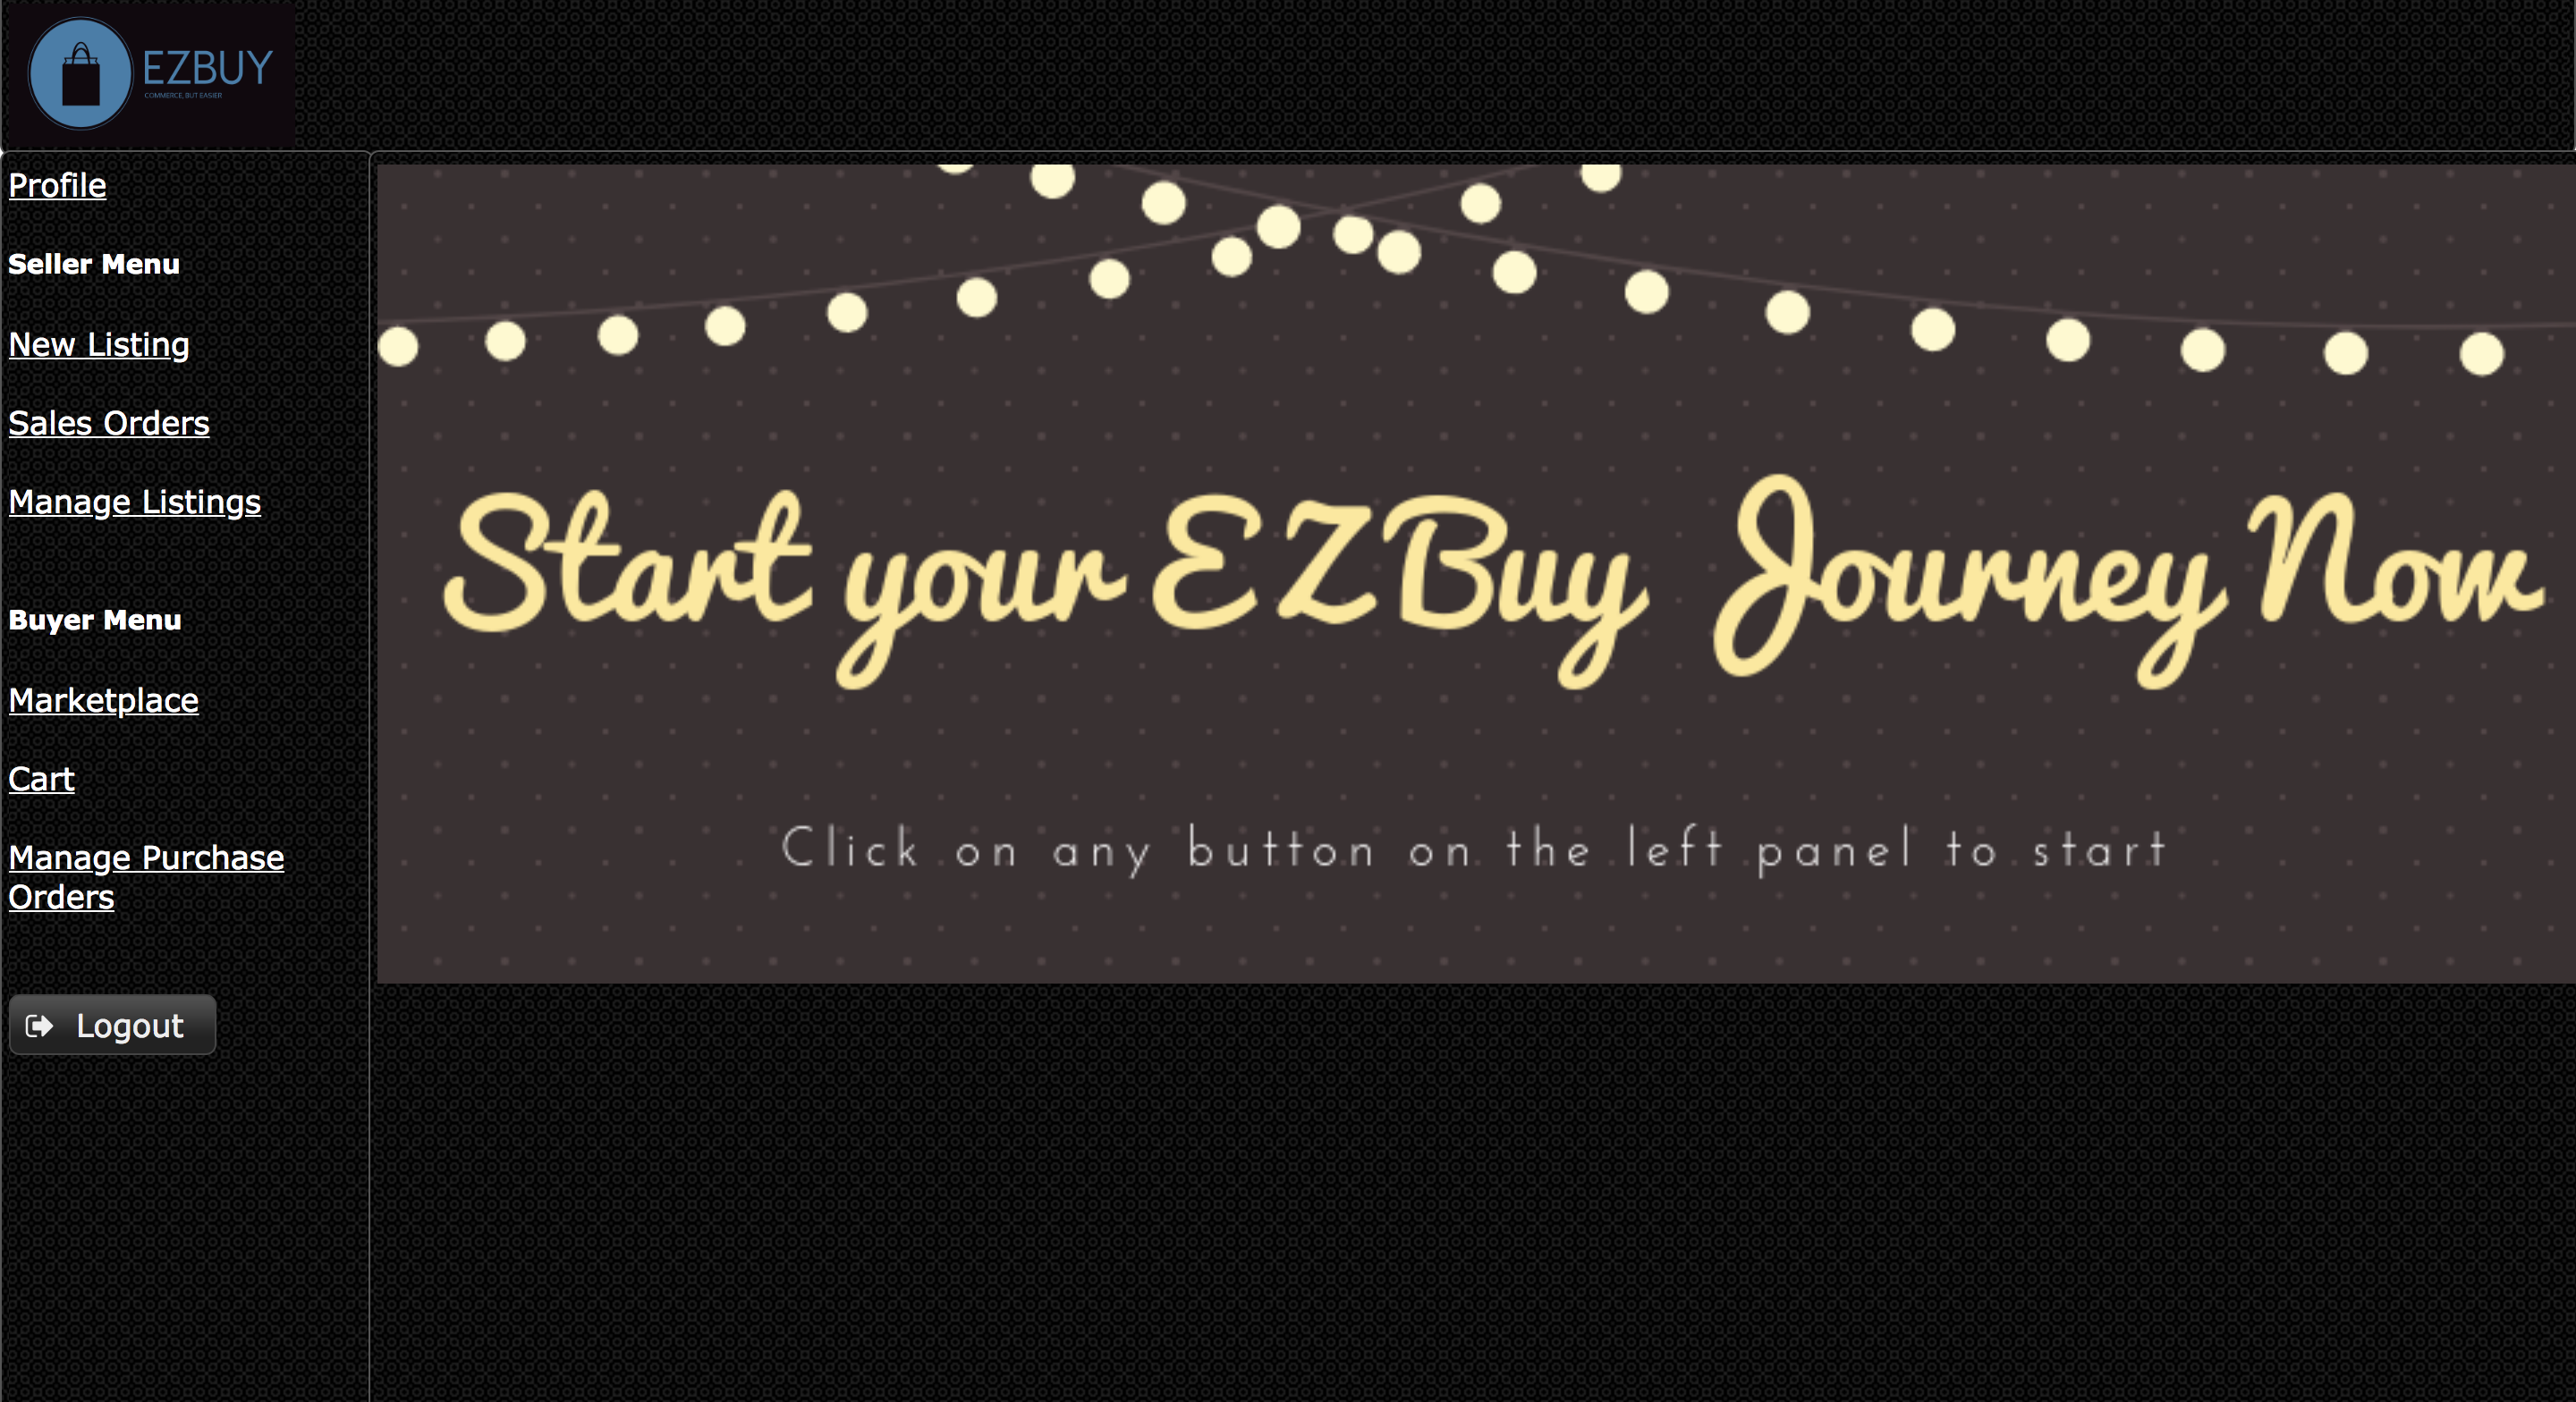 EZBUY
COMMERCE, BUT EASIER
Profile
Seller Menu
New Listing
Sales Orders
Manage Listings
Buyer Menu
Marketplace
Cart
Manage Purchase
Orders
Logout
Start your EZBuy Journey Now
Click on any button on the left panel to start